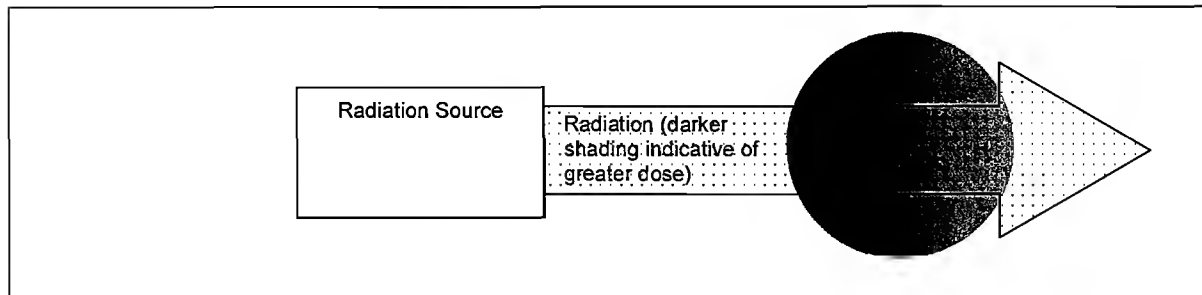 Radiation Source
Radiation (darker
shading indicative of
greater dose)